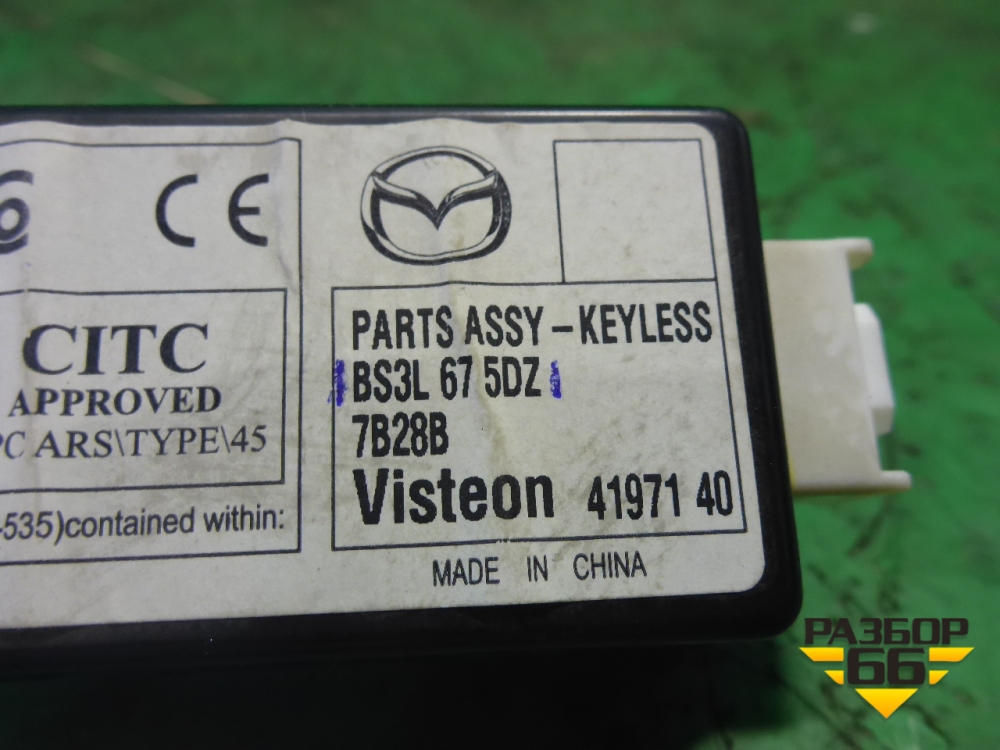 CE
CITC
APPROVED
PC ARS\TYPE\45
-535)contained within:
PARTS ASSY – KEYLESS
BS3L 67 5DZ
7B28B
Visteon 41971 40
MADE IN CHINA
РАЗБОР
66